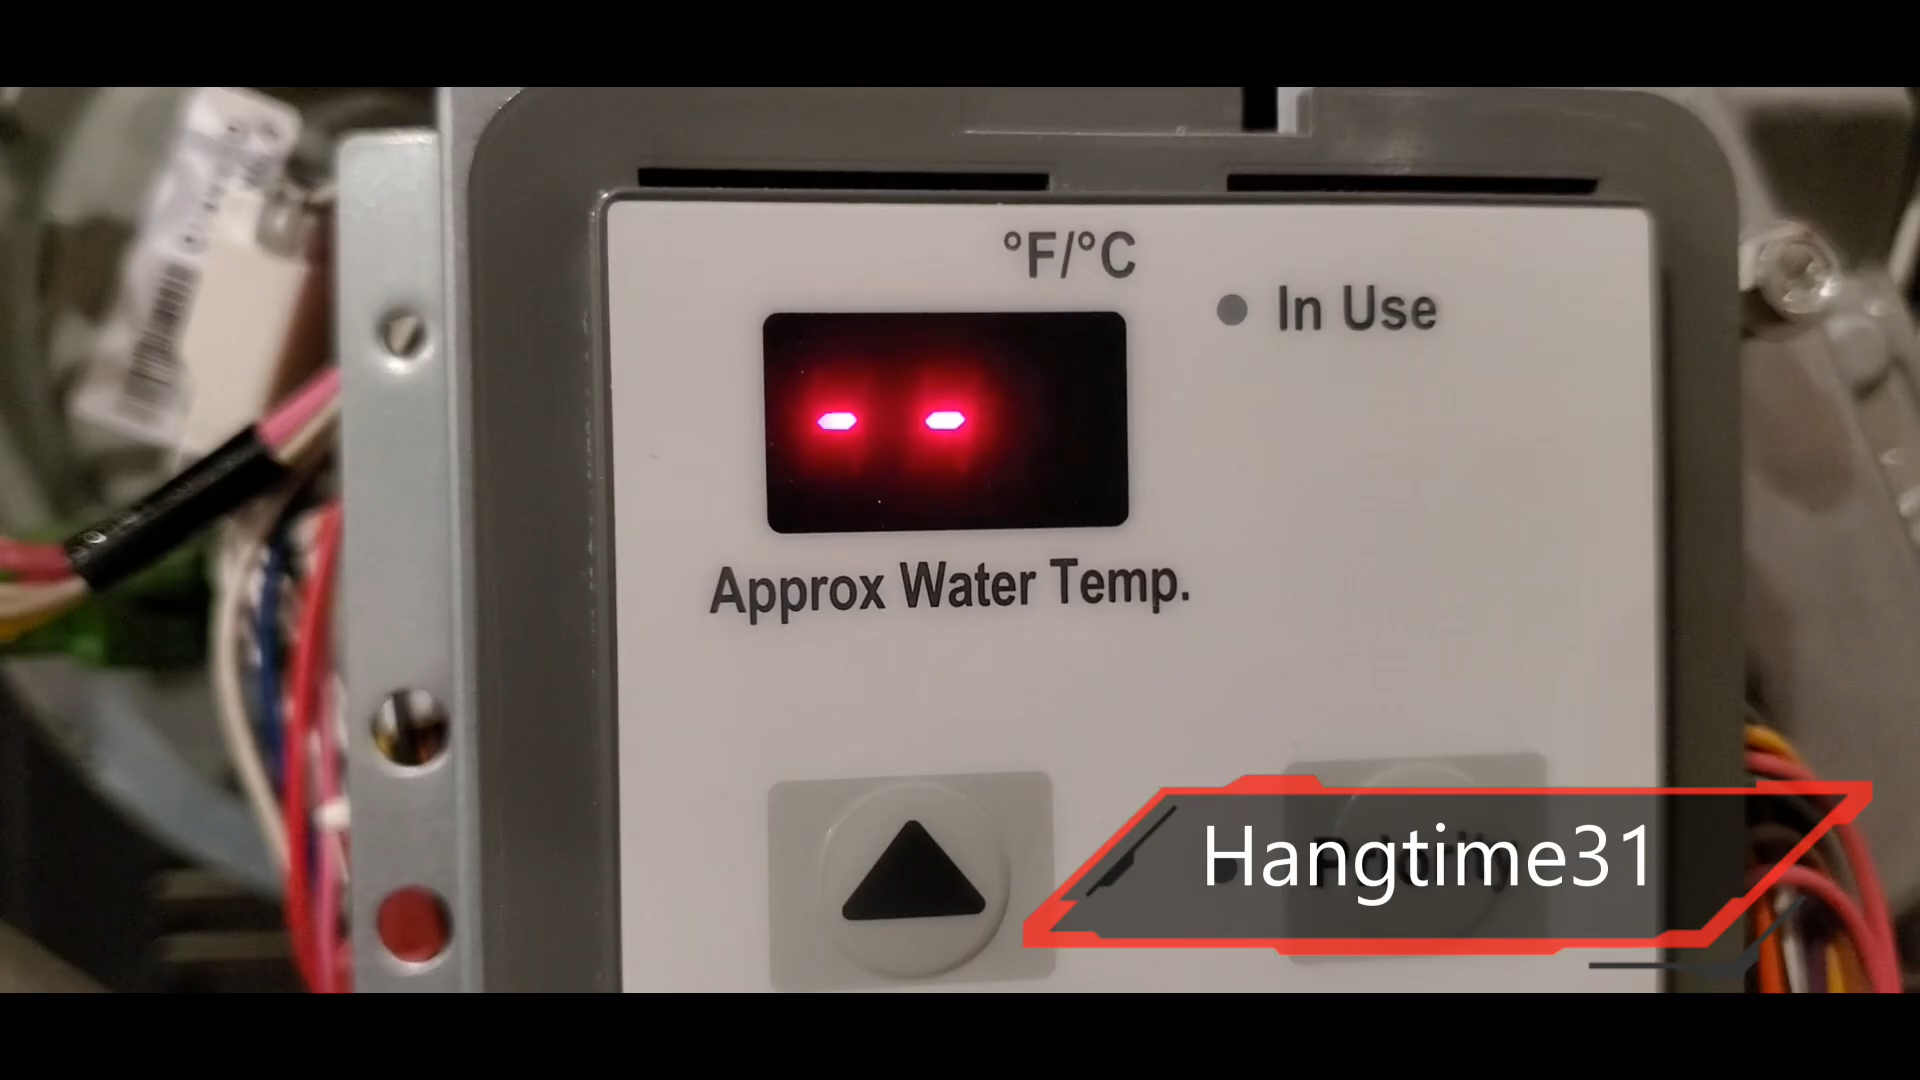 °F/°C
In Use
- -
Approx Water Temp.
Hangtime31